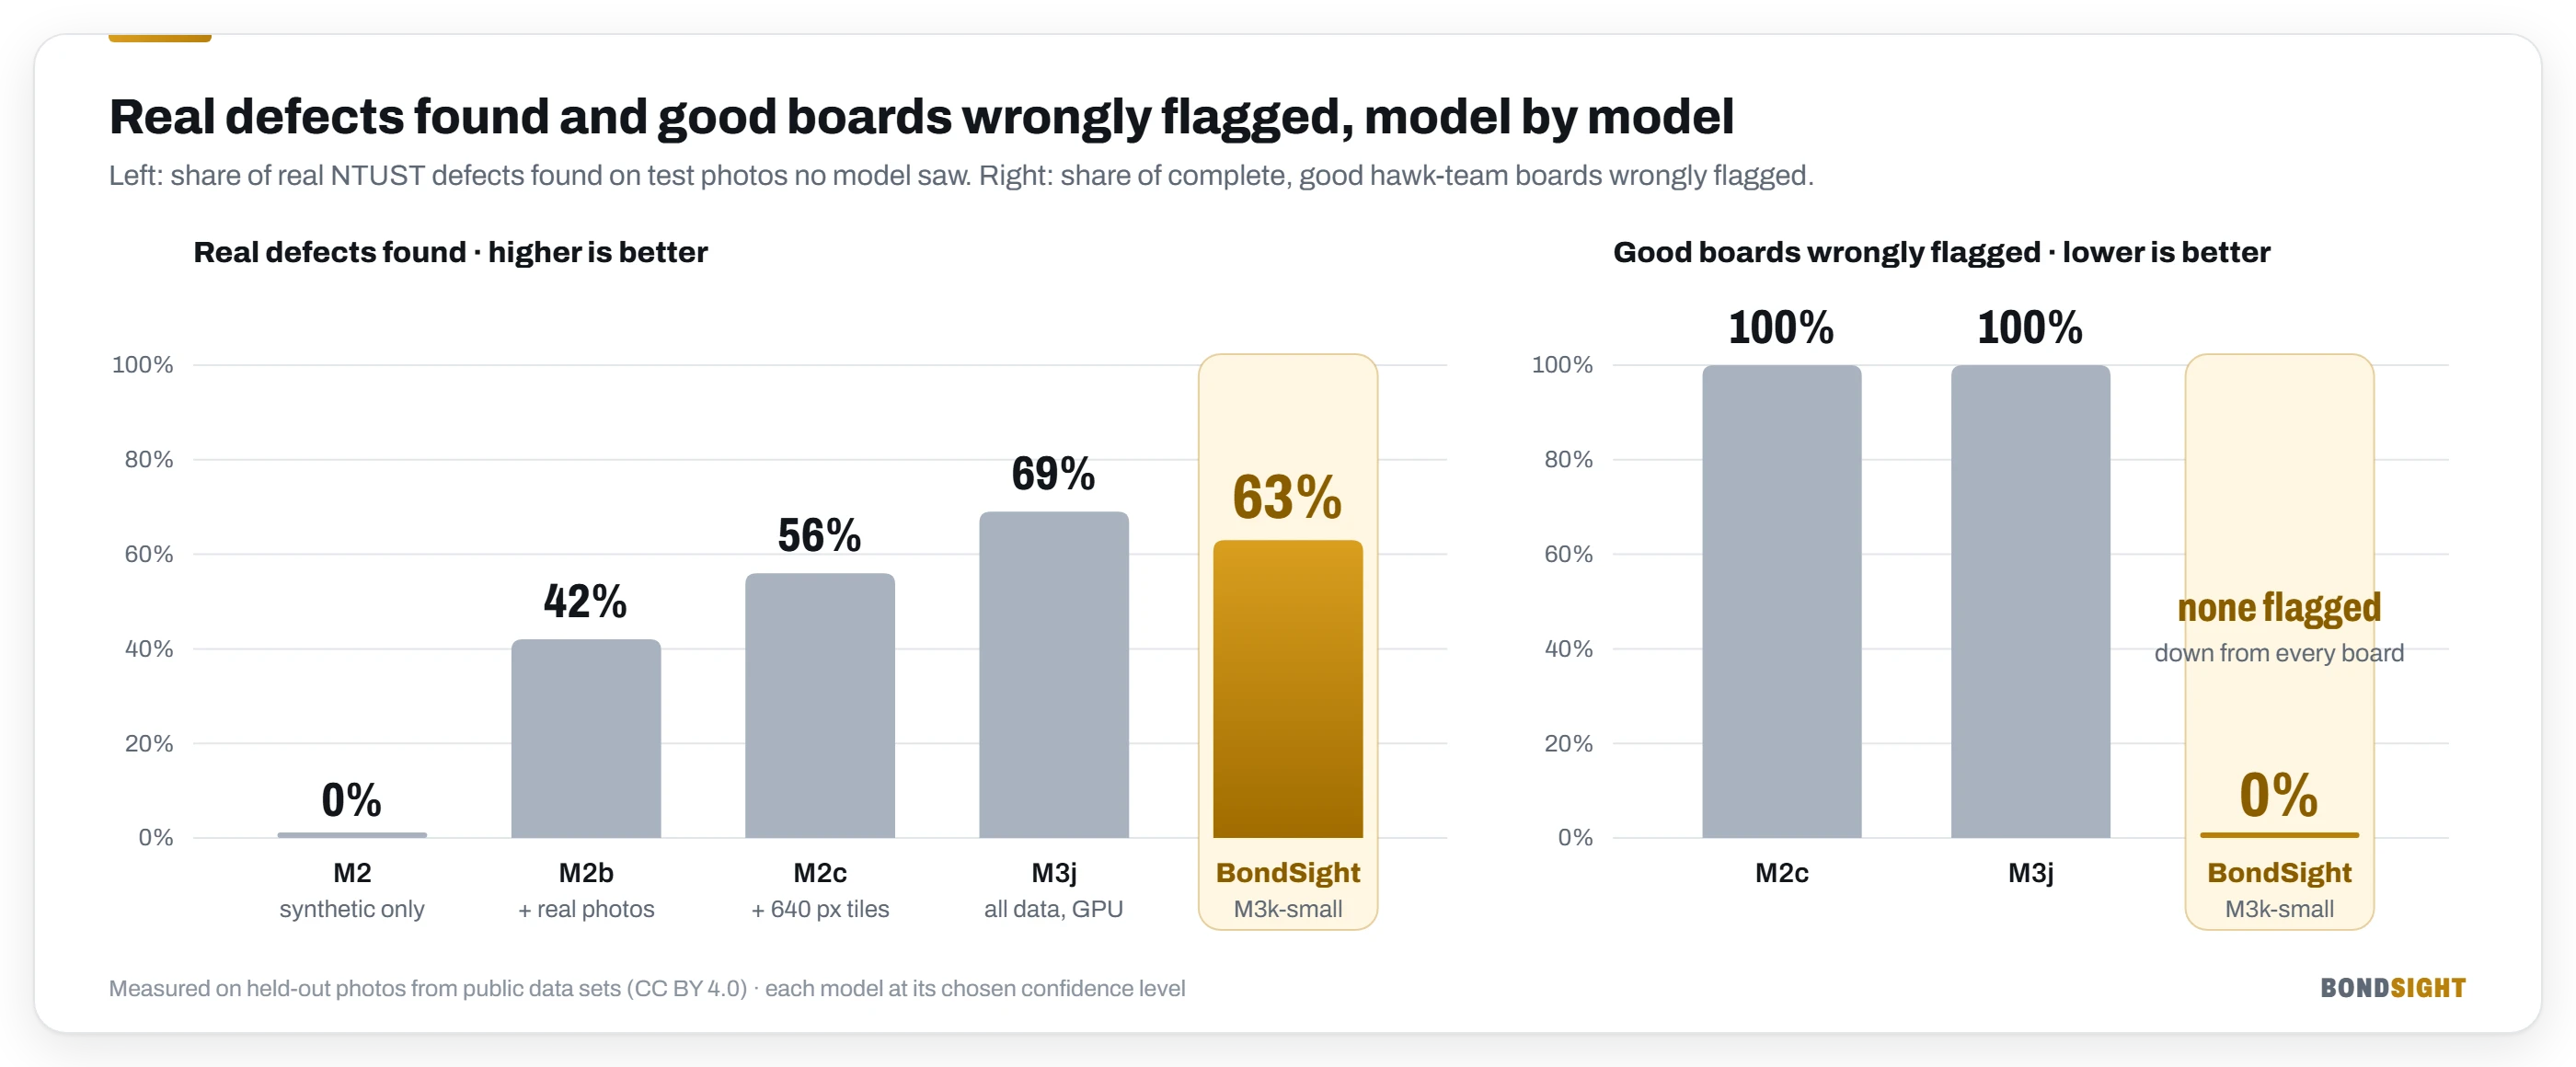 Real defects found and good boards wrongly flagged, model by model
Left: share of real NTUST defects found on test photos no model saw. Right: share of complete, good hawk-team boards wrongly flagged.
Real defects found · higher is better
100%
80%
60%
40%
20%
0%
0%
42%
56%
69%
63%
M2
synthetic only
M2b
+ real photos
M2c
+ 640 px tiles
M3j
all data, GPU
BondSight
M3k-small
Good boards wrongly flagged · lower is better
100%
80%
60%
40%
20%
0%
100%
100%
none flagged
down from every board
0%
M2c
M3j
BondSight
M3k-small
Measured on held-out photos from public data sets (CC BY 4.0) · each model at its chosen confidence level
BONDSIGHT